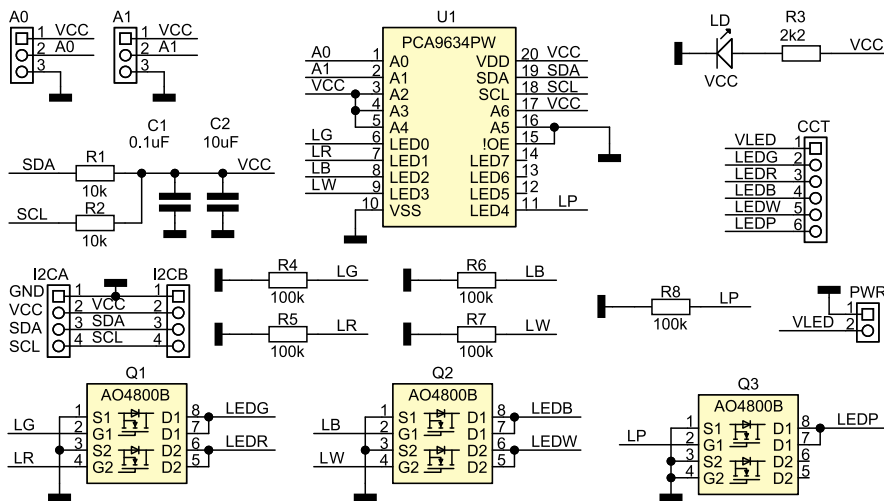 A0
1 VCC
2 A0
3
A1
1 VCC
2 A1
3
U1
PCA9634PW
A0 1 A0 VDD 20 VCC
A1 2 A1 SDA 19 SDA
VCC 3 A2 SCL 18 SCL
4 A3 A6 17 VCC
5 A4 A5 16
LG 6 LED0 !OE 15
LR 7 LED1 LED7 14
LB 8 LED2 LED6 13
LW 9 LED3 LED5 12
10 VSS LED4 11 LP
LD
VCC
R3
2k2
VCC
CCT
VLED 1
LEDG 2
LEDR 3
LEDB 4
LEDW 5
LEDP 6
SDA R1 10k
SCL R2 10k
C1
0.1uF
C2
10uF
VCC
I2CA I2CB
GND 1 1
VCC 2 VCC 2
SDA 3 SDA 3
SCL 4 SCL 4
R4 LG
100k
R5 LR
100k
R6 LB
100k
R7 LW
100k
R8 LP
100k
PWR
1
VLED 2
Q1
AO4800B
1 S1 D1 8 LEDG
LG 2 G1 D1 7
3 S2 D2 6 LEDR
LR 4 G2 D2 5
Q2
AO4800B
1 S1 D1 8 LEDB
LB 2 G1 D1 7
3 S2 D2 6 LEDW
LW 4 G2 D2 5
Q3
AO4800B
1 S1 D1 8 LEDP
LP 2 G1 D1 7
3 S2 D2 6
4 G2 D2 5